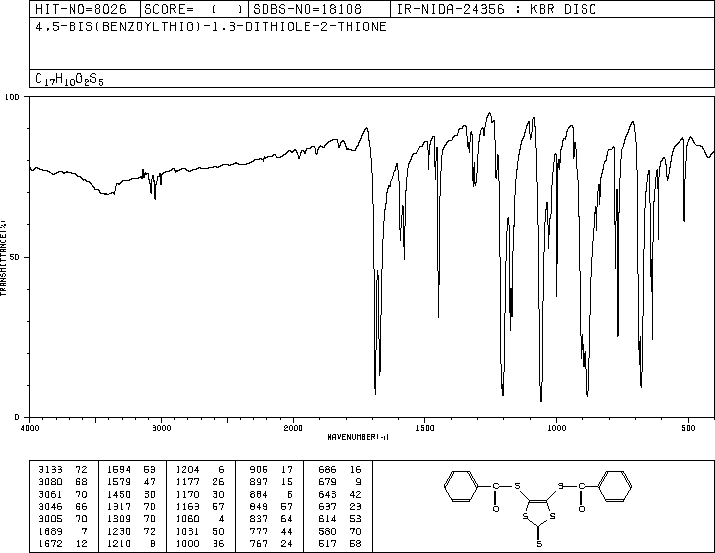 HIT-NO=8026 SCORE= ( ) SDBS-NO=18108 IR-NIDA-24356 : KBR DISC
4,5-BIS(BENZOYLTHIO)-1,3-DITHIOLE-2-THIONE
C17H10O2S5
100
50
0
TRANSMITTANCE(%)
4000 3000 2000 1500 1000 500
WAVENUMBER(-1)
3133 72 1594 53 1204 6 906 17 686 16
3080 68 1579 47 1177 26 897 15 679 9
3061 70 1450 30 1170 30 884 6 643 42
3046 66 1317 70 1163 57 849 57 637 23
3005 70 1309 70 1060 4 837 64 614 53
1689 7 1230 72 1031 50 777 44 580 70
1672 12 1210 8 1000 36 767 24 517 58
C S S C
O S S O
S